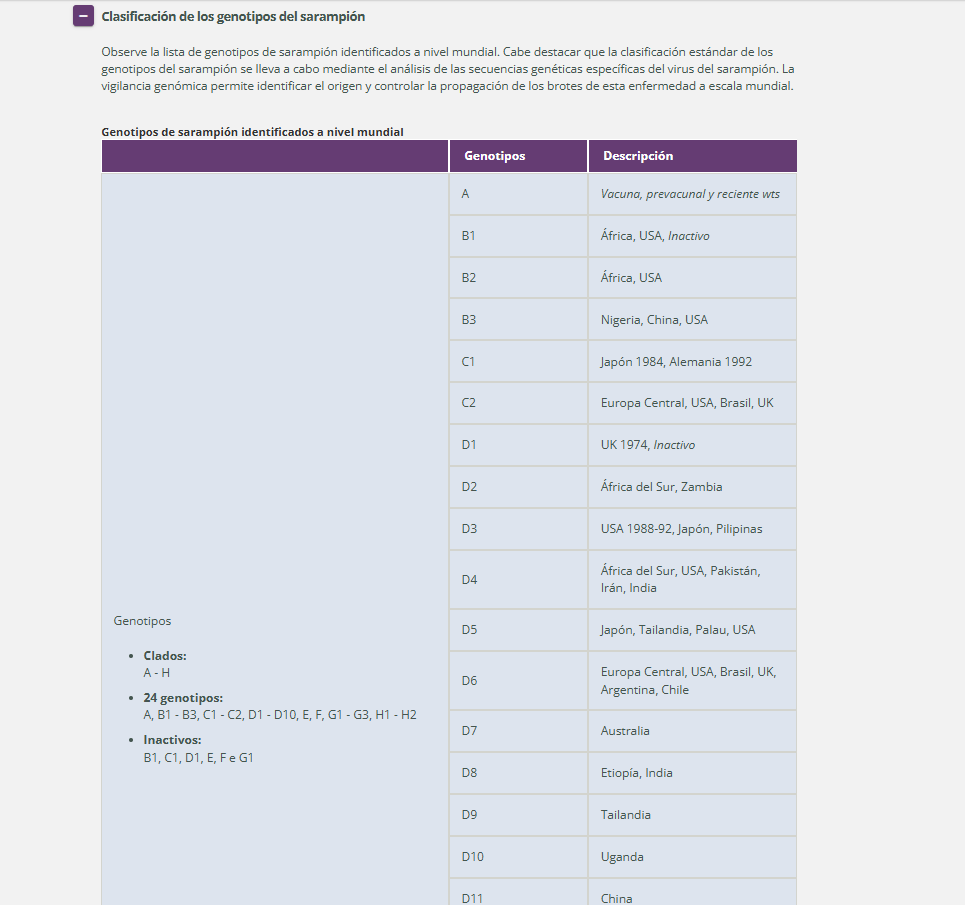 Clasificación de los genotipos del sarampión
Observe la lista de genotipos de sarampión identificados a nivel mundial. Cabe destacar que la clasificación estándar de los
genotipos del sarampión se lleva a cabo mediante el análisis de las secuencias genéticas específicas del virus del sarampión. La
vigilancia genómica permite identificar el origen y controlar la propagación de los brotes de esta enfermedad a escala mundial.
Genotipos de sarampión identificados a nivel mundial
Genotipos Descripción
Genotipos
• Clados:
A - H
• 24 genotipos:
A, B1 - B3, C1 - C2, D1 - D10, E, F, G1 - G3, H1 - H2
• Inactivos:
B1, C1, D1, E, F e G1
A Vacuna, prevacunal y reciente wts
B1 África, USA, Inactivo
B2 África, USA
B3 Nigeria, China, USA
C1 Japón 1984, Alemania 1992
C2 Europa Central, USA, Brasil, UK
D1 UK 1974, Inactivo
D2 África del Sur, Zambia
D3 USA 1988-92, Japón, Pilipinas
D4 África del Sur, USA, Pakistán,
Irán, India
D5 Japón, Tailandia, Palau, USA
D6 Europa Central, USA, Brasil, UK,
Argentina, Chile
D7 Australia
D8 Etiopía, India
D9 Tailandia
D10 Uganda
D11 China